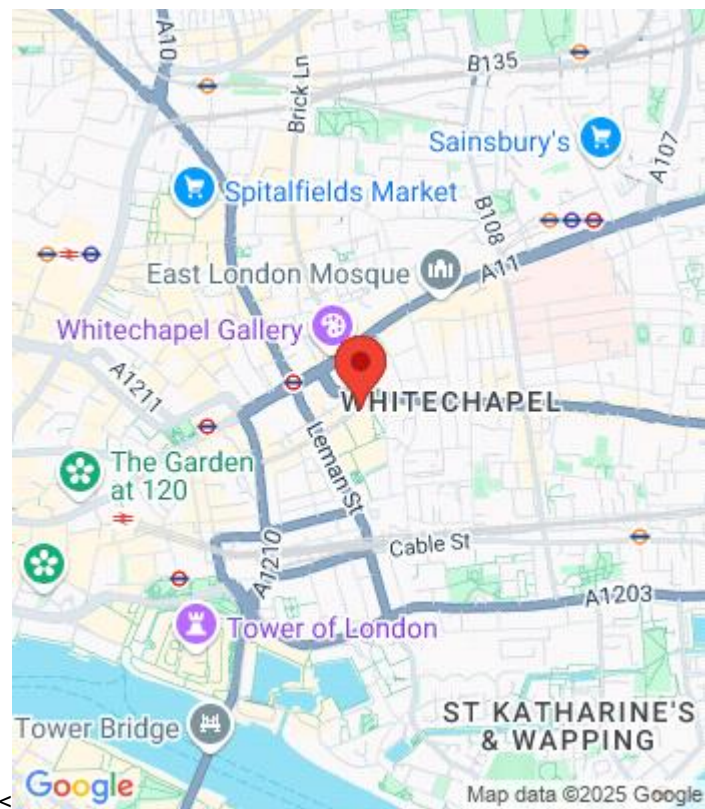 A10
Brick Ln
B135
Sainsbury's
A107
Spitalfields Market
B108
East London Mosque
A11
Whitechapel Gallery
A1211
WHITECHAPEL
Leman St
The Garden
at 120
A1210
Cable St
A1203
Tower of London
ST KATHARINE'S
& WAPPING
Tower Bridge
<
Google
Map data ©2025 Google